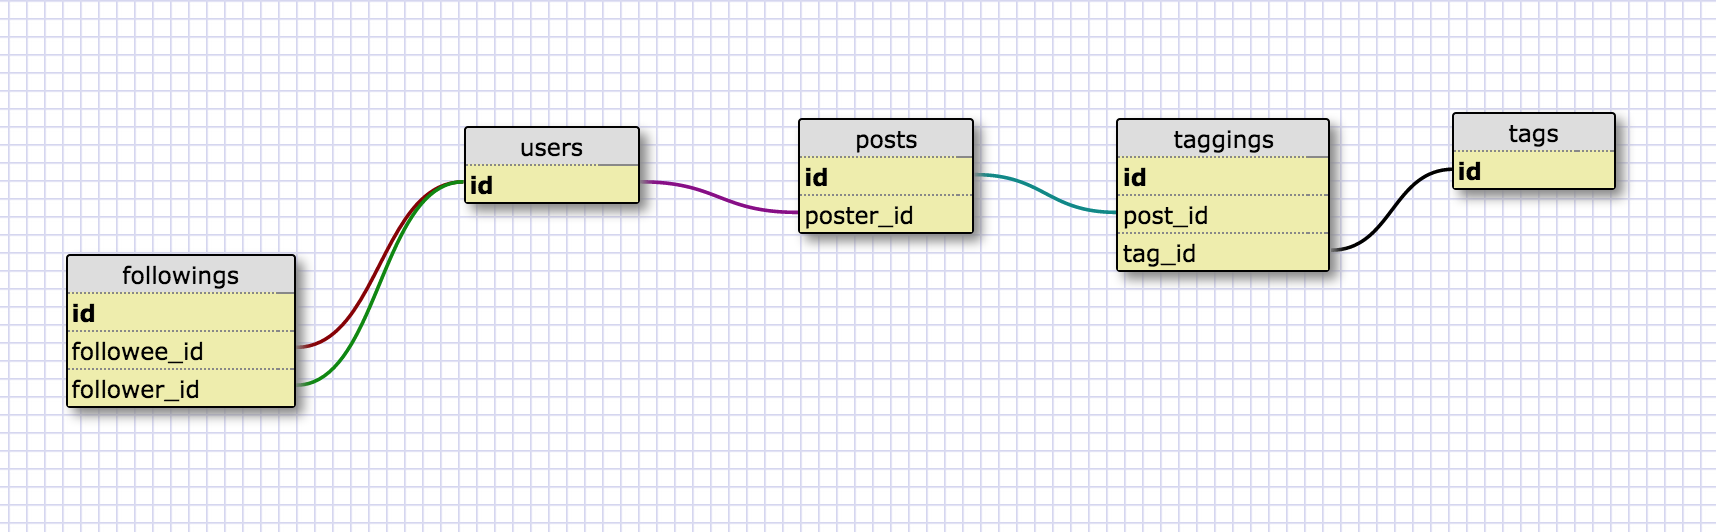 users
id
posts
id
poster_id
taggings
id
post_id
tag_id
tags
id
followings
id
followee_id
follower_id